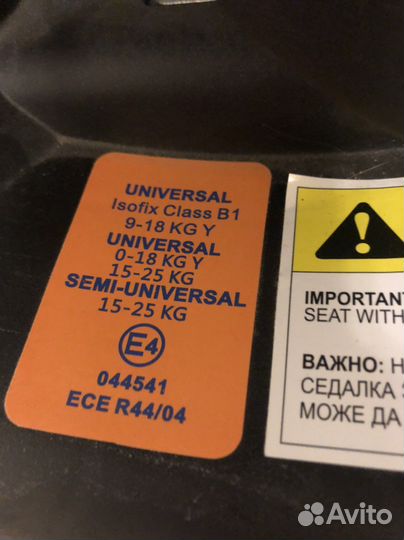 UNIVERSAL
Isofix Class B1
9-18 KG Y
UNIVERSAL
0-18 KG Y
15-25 KG
SEMI-UNIVERSAL
15-25 KG
E4
044541
ECE R44/04
IMPORTANT
SEAT WITH
ВАЖНО:
СЕДАЛКА
МОЖЕ ДА
Avito